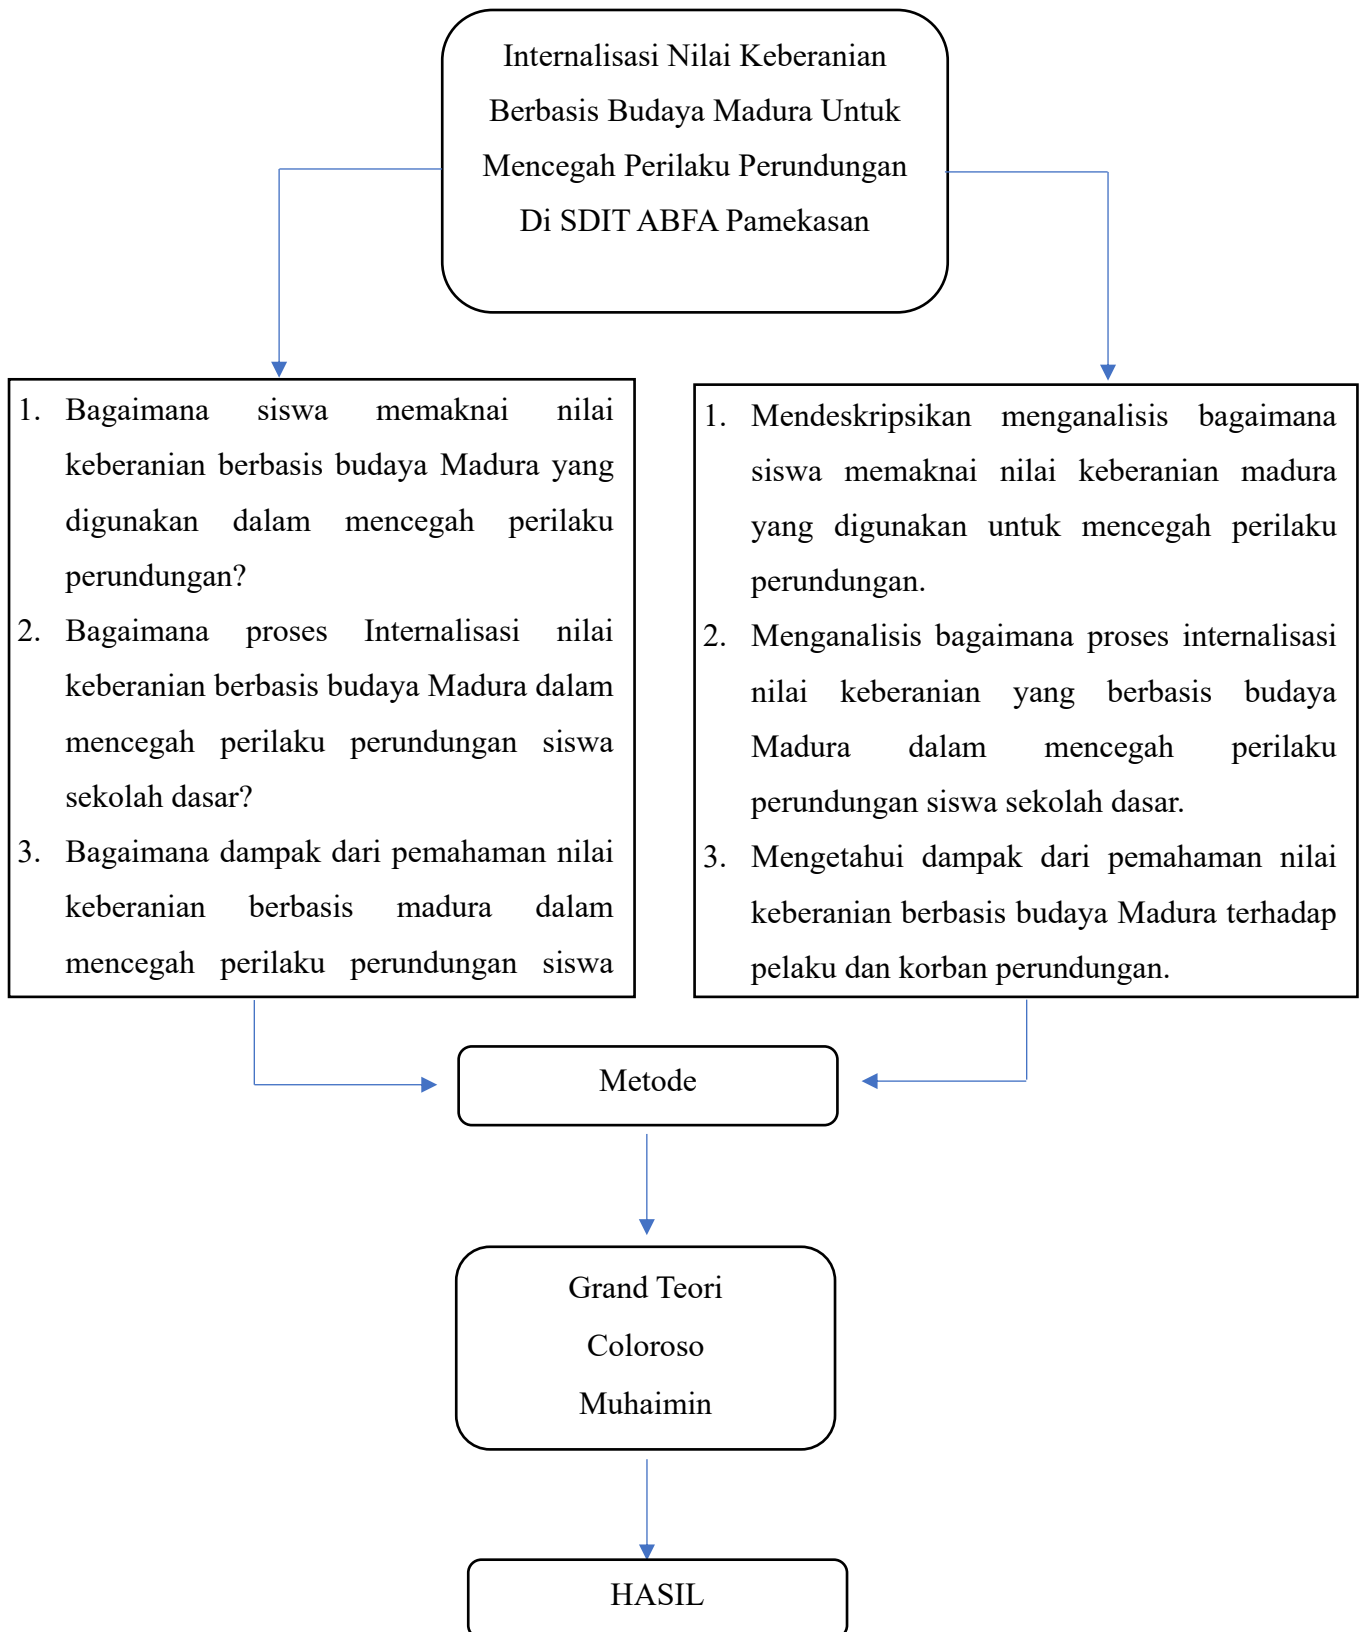 Internalisasi Nilai Keberanian
Berbasis Budaya Madura Untuk
Mencegah Perilaku Perundungan
Di SDIT ABFA Pamekasan
1. Bagaimana siswa memaknai nilai
keberanian berbasis budaya Madura yang
digunakan dalam mencegah perilaku
perundungan?
2. Bagaimana proses Internalisasi nilai
keberanian berbasis budaya Madura dalam
mencegah perilaku perundungan siswa
sekolah dasar?
3. Bagaimana dampak dari pemahaman nilai
keberanian berbasis madura dalam
mencegah perilaku perundungan siswa
1. Mendeskripsikan menganalisis bagaimana
siswa memaknai nilai keberanian madura
yang digunakan untuk mencegah perilaku
perundungan.
2. Menganalisis bagaimana proses internalisasi
nilai keberanian yang berbasis budaya
Madura dalam mencegah perilaku
perundungan siswa sekolah dasar.
3. Mengetahui dampak dari pemahaman nilai
keberanian berbasis budaya Madura terhadap
pelaku dan korban perundungan.
Metode
Grand Teori
Coloroso
Muhaimin
HASIL